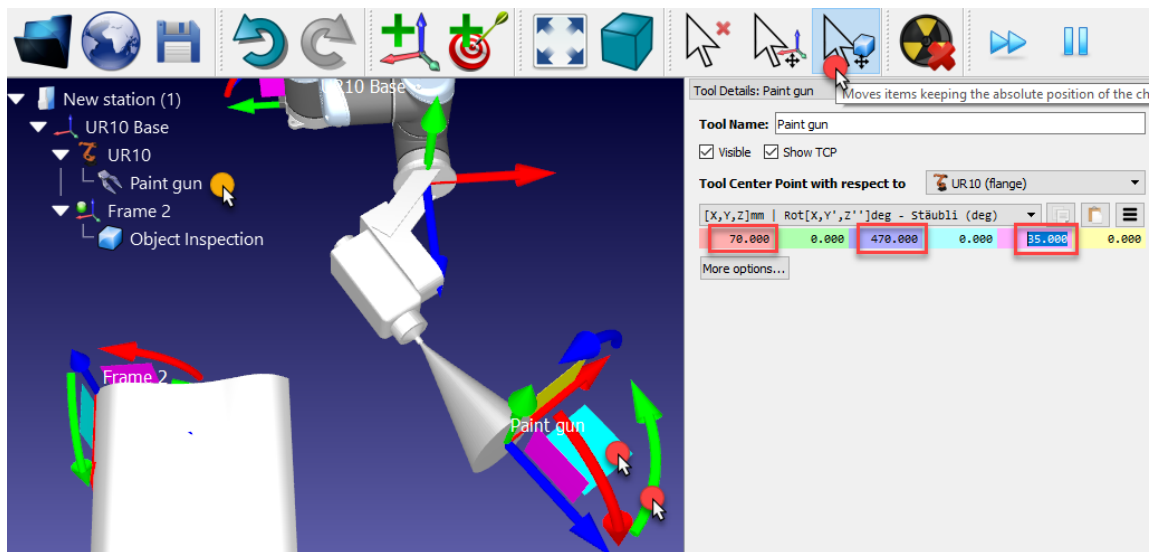 UR10 Base
New station (1)
UR10 Base
UR10
Paint gun
Frame 2
Object Inspection
Frame 2
Paint gun
Tool Details: Paint gun
Moves items keeping the absolute position of the ch
Tool Name: Paint gun
Visible Show TCP
Tool Center Point with respect to UR10 (flange)
[X,Y,Z]mm | Rot[X,Y',Z'']deg - Stäubli (deg)
70.000 0.000 470.000 0.000 35.000 0.000
More options...